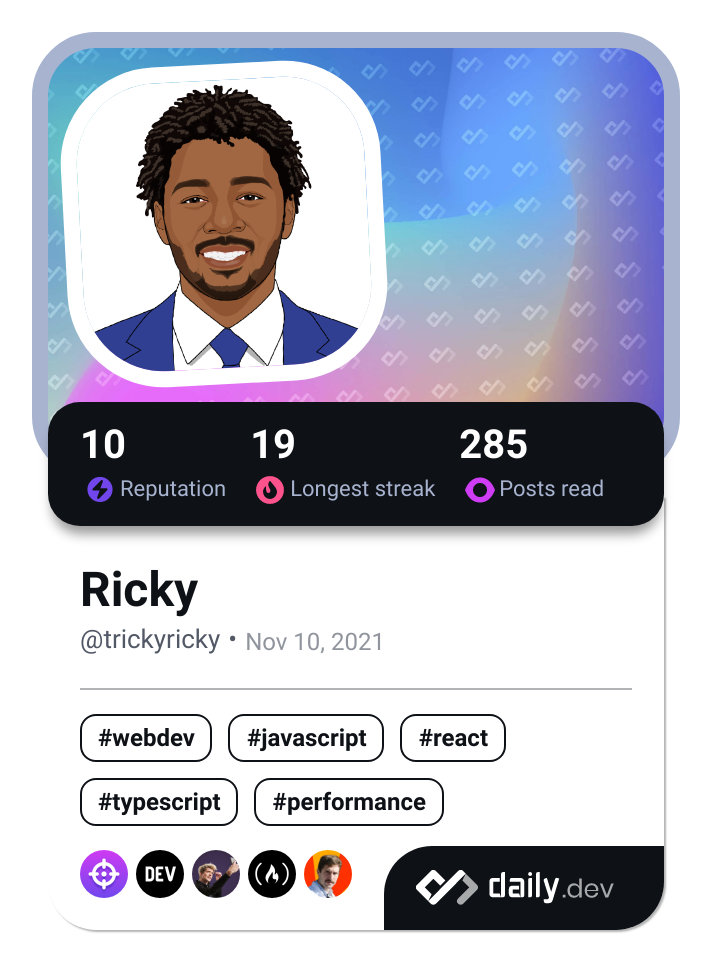 10 19 285
Reputation Longest streak Posts read
Ricky
@trickyricky • Nov 10, 2021
#webdev #javascript #react
#typescript #performance
DEV
daily.dev